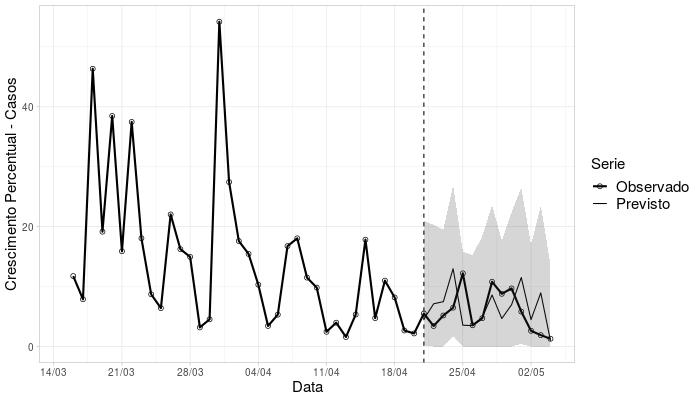 Crescimento Percentual - Casos
40
20
0
14/03
21/03
28/03
04/04
11/04
18/04
25/04
02/05
Data
Serie
Observado
Previsto